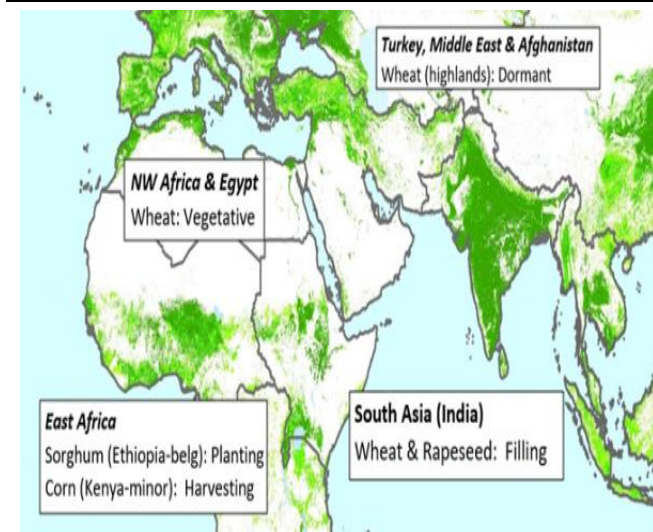 Turkey, Middle East & Afghanistan
Wheat (highlands): Dormant
NW Africa & Egypt
Wheat: Vegetative
East Africa
Sorghum (Ethiopia-belg): Planting
Corn (Kenya-minor): Harvesting
South Asia (India)
Wheat & Rapeseed: Filling